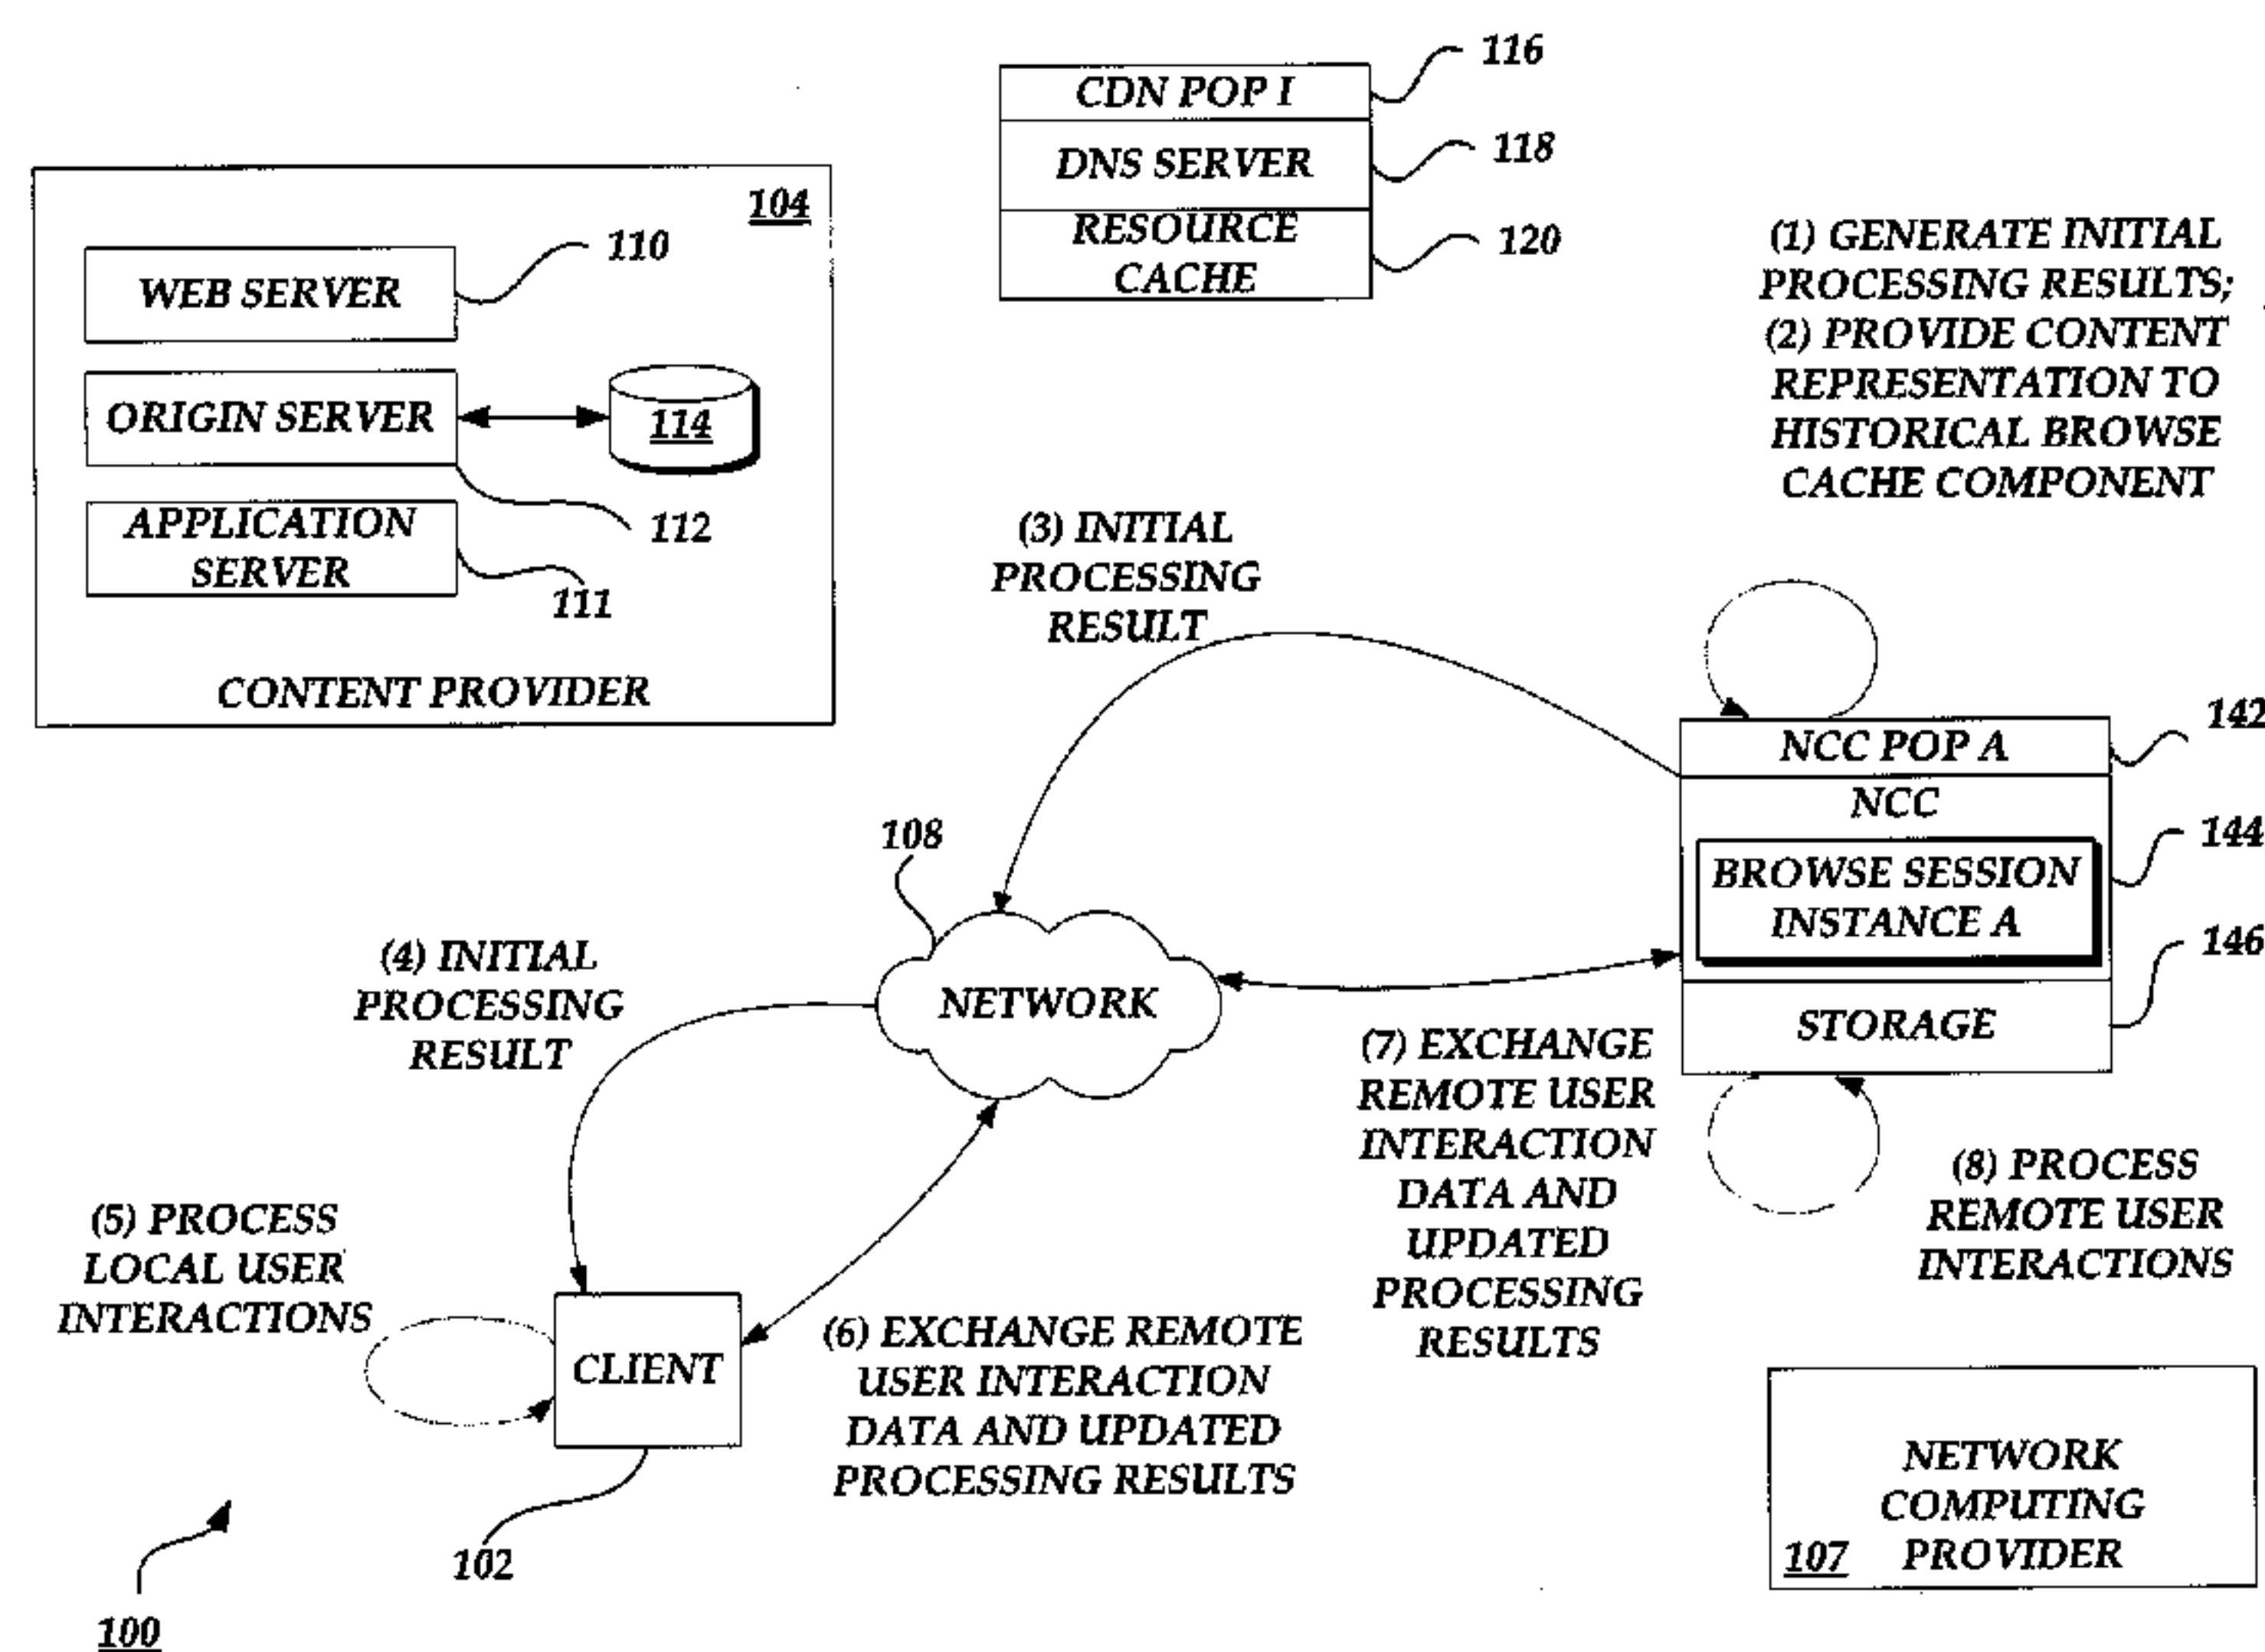 116
CDN POP I
118
DNS SERVER
120
RESOURCE
CACHE
104
110
WEB SERVER
ORIGIN SERVER
114
112
APPLICATION
SERVER
111
CONTENT PROVIDER
(1) GENERATE INITIAL
PROCESSING RESULTS;
(2) PROVIDE CONTENT
REPRESENTATION TO
HISTORICAL BROWSE
CACHE COMPONENT
(3) INITIAL
PROCESSING
RESULT
142
NCC POP A
NCC
144
BROWSE SESSION
INSTANCE A
146
STORAGE
108
NETWORK
(4) INITIAL
PROCESSING
RESULT
(7) EXCHANGE
REMOTE USER
INTERACTION
DATA AND
UPDATED
PROCESSING
RESULTS
(8) PROCESS
REMOTE USER
INTERACTIONS
(5) PROCESS
LOCAL USER
INTERACTIONS
CLIENT
(6) EXCHANGE REMOTE
USER INTERACTION
DATA AND UPDATED
PROCESSING RESULTS
102
NETWORK
COMPUTING
PROVIDER
107
100